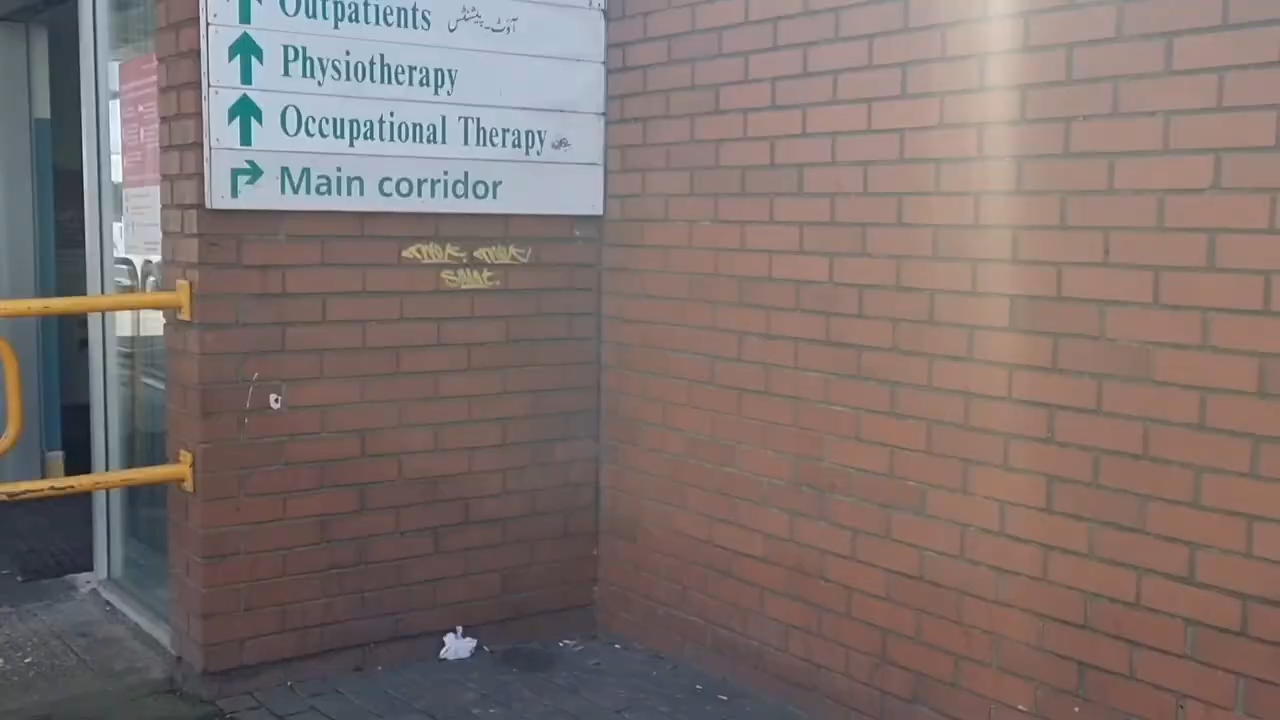 Outpatients آؤٹ-پیشنٹس
Physiotherapy
Occupational Therapy
Main corridor